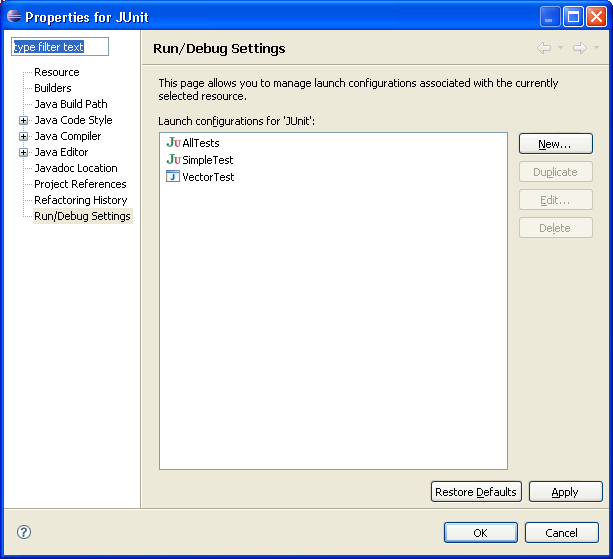 Properties for JUnit
type filter text
Resource
Builders
Java Build Path
Java Code Style
Java Compiler
Java Editor
Javadoc Location
Project References
Refactoring History
Run/Debug Settings
Run/Debug Settings
This page allows you to manage launch configurations associated with the currently
selected resource.
Launch configurations for 'JUnit':
AllTests
SimpleTest
VectorTest
New...
Duplicate
Edit...
Delete
Restore Defaults
Apply
OK
Cancel